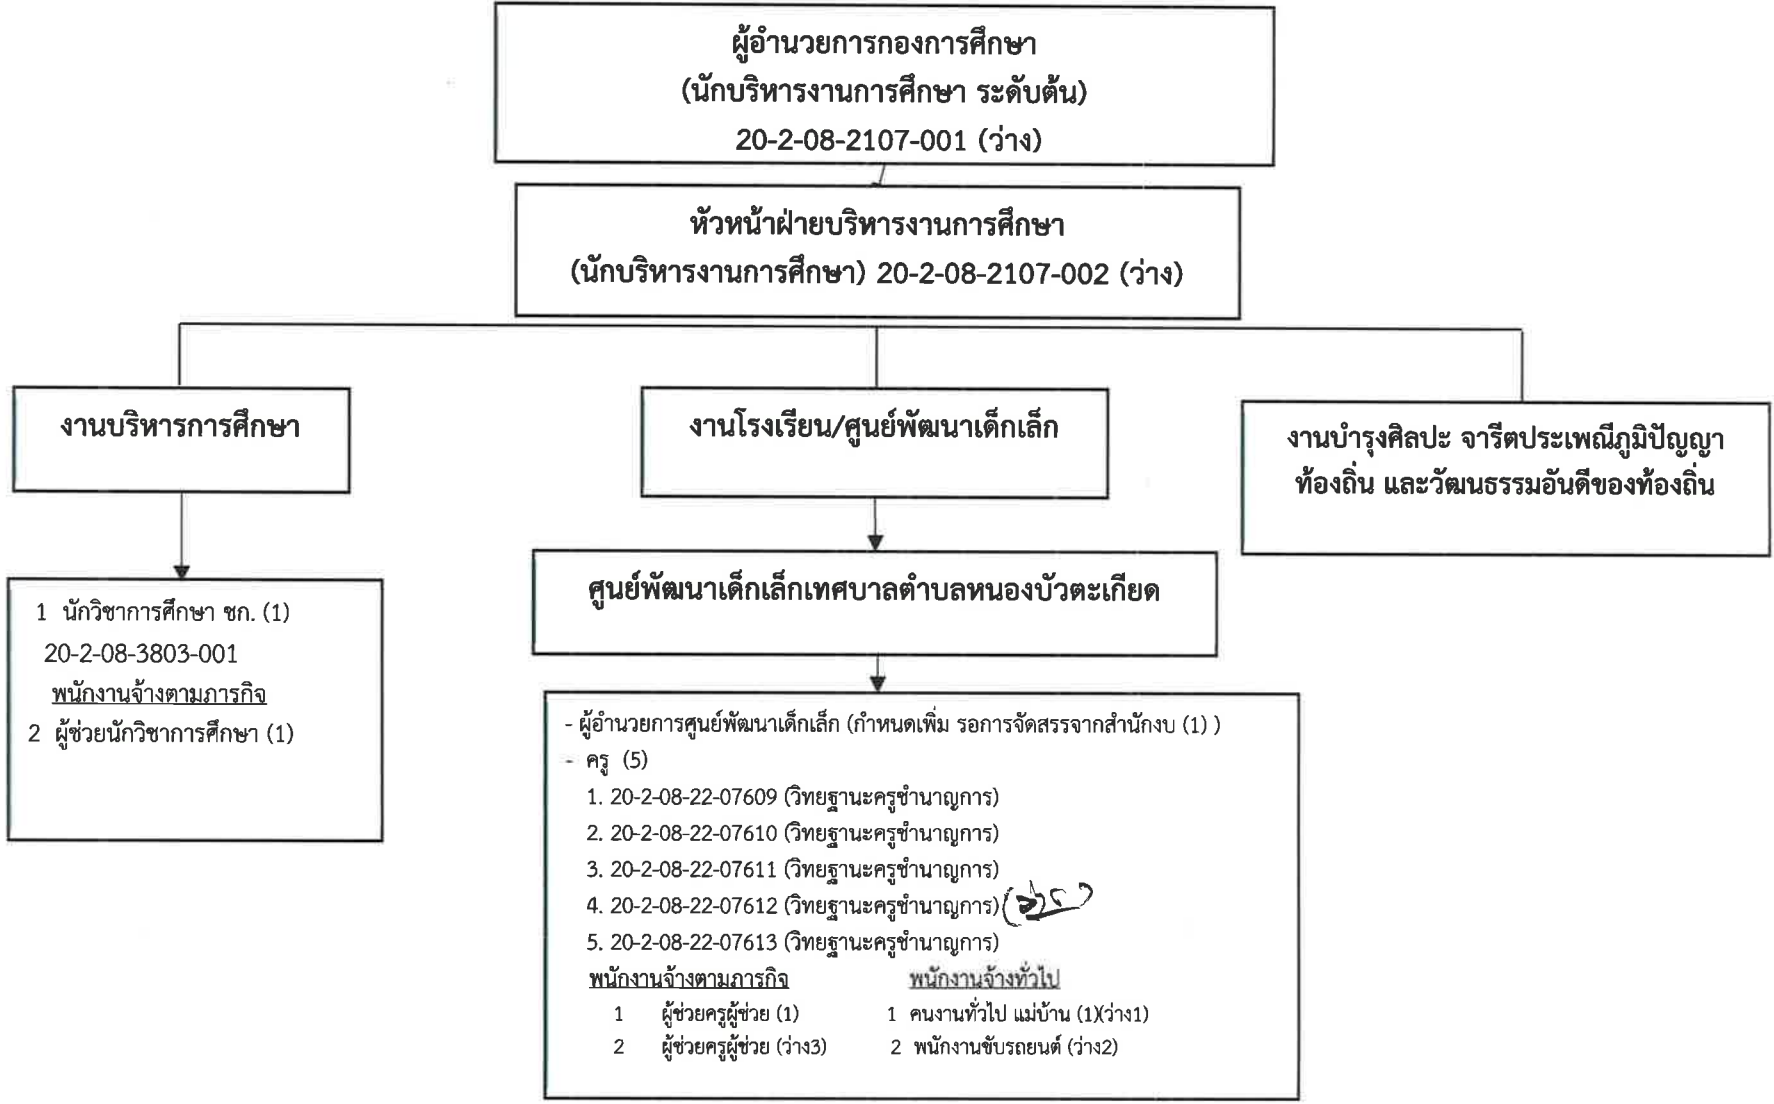 ผู้อำนวยการกองการศึกษา
(นักบริหารงานการศึกษา ระดับต้น)
20-2-08-2107-001 (ว่าง)
หัวหน้าฝ่ายบริหารงานการศึกษา
(นักบริหารงานการศึกษา) 20-2-08-2107-002 (ว่าง)
งานบริหารการศึกษา
งานโรงเรียน/ศูนย์พัฒนาเด็กเล็ก
งานบำรุงศิลปะ จารีตประเพณีภูมิปัญญา
ท้องถิ่น และวัฒนธรรมอันดีของท้องถิ่น
1 นักวิชาการศึกษา ชก. (1)
20-2-08-3803-001
พนักงานจ้างตามภารกิจ
2 ผู้ช่วยนักวิชาการศึกษา (1)
ศูนย์พัฒนาเด็กเล็กเทศบาลตำบลหนองบัวตะเกียด
- ผู้อำนวยการศูนย์พัฒนาเด็กเล็ก (กำหนดเพิ่ม รอการจัดสรรจากสำนักงบ (1) )
- ครู (5)
1. 20-2-08-22-07609 (วิทยฐานะครูชำนาญการ)
2. 20-2-08-22-07610 (วิทยฐานะครูชำนาญการ)
3. 20-2-08-22-07611 (วิทยฐานะครูชำนาญการ)
4. 20-2-08-22-07612 (วิทยฐานะครูชำนาญการ)
5. 20-2-08-22-07613 (วิทยฐานะครูชำนาญการ)
พนักงานจ้างตามภารกิจ
1 ผู้ช่วยครูผู้ช่วย (1)
2 ผู้ช่วยครูผู้ช่วย (ว่าง3)
พนักงานจ้างทั่วไป
1 คนงานทั่วไป แม่บ้าน (1)(ว่าง1)
2 พนักงานขับรถยนต์ (ว่าง2)